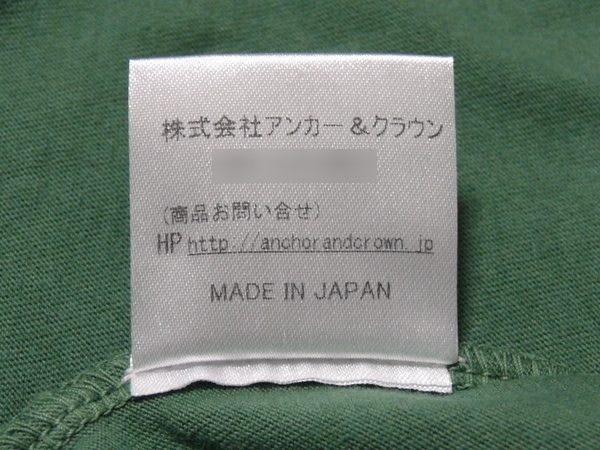 株式会社アンカー＆クラウン
(商品お問い合せ)
HP http://anchorandcrown.jp
MADE IN JAPAN